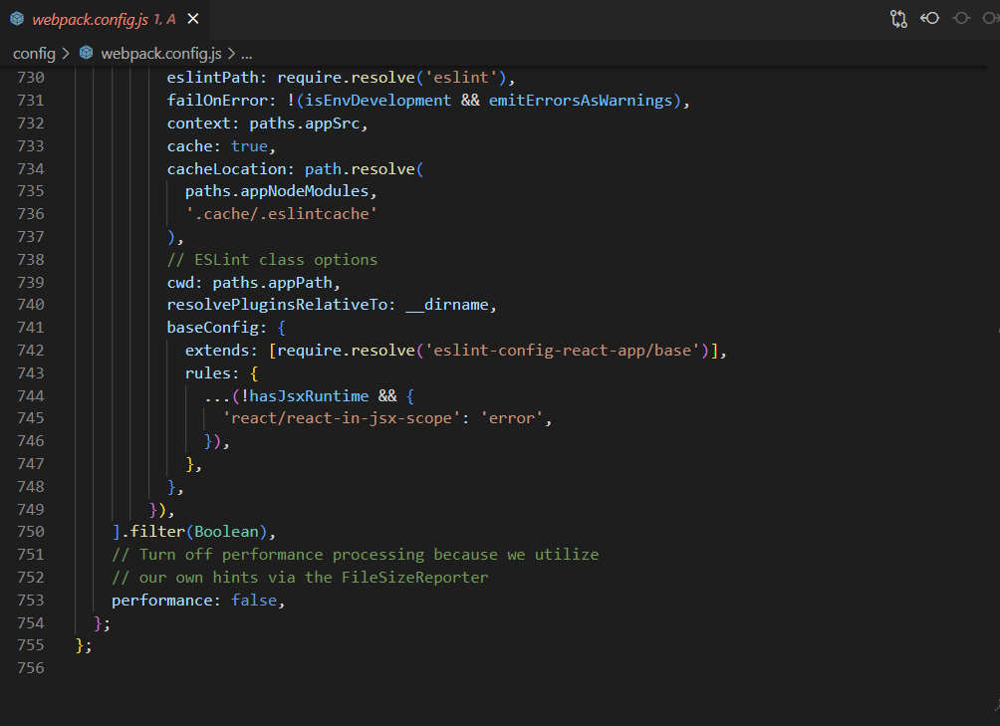 webpack.config.js 1, A
config > webpack.config.js > ...
730 eslintPath: require.resolve('eslint'),
731 failOnError: !(isEnvDevelopment && emitErrorsAsWarnings),
732 context: paths.appSrc,
733 cache: true,
734 cacheLocation: path.resolve(
735 paths.appNodeModules,
736 '.cache/.eslintcache'
737 ),
738 // ESLint class options
739 cwd: paths.appPath,
740 resolvePluginsRelativeTo: __dirname,
741 baseConfig: {
742 extends: [require.resolve('eslint-config-react-app/base')],
743 rules: {
744 ...(!hasJsxRuntime && {
745 'react/react-in-jsx-scope': 'error',
746 }),
747 },
748 },
749 }),
750 ].filter(Boolean),
751 // Turn off performance processing because we utilize
752 // our own hints via the FileSizeReporter
753 performance: false,
754 };
755 };
756